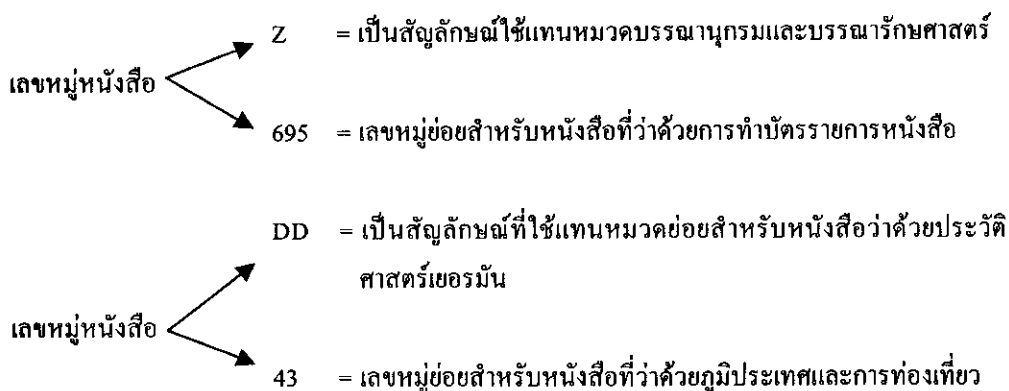 Z = เป็นสัญลักษณ์ใช้แทนหมวดบรรณานุกรมและบรรณารักษศาสตร์
เลขหมู่หนังสือ
695 = เลขหมู่ย่อยสำหรับหนังสือที่ว่าด้วยการทำบัตรรายการหนังสือ
DD = เป็นสัญลักษณ์ที่ใช้แทนหมวดย่อยสำหรับหนังสือว่าด้วยประวัติ
ศาสตร์เยอรมัน
เลขหมู่หนังสือ
43 = เลขหมู่ย่อยสำหรับหนังสือที่ว่าด้วยภูมิประเทศและการท่องเที่ยว